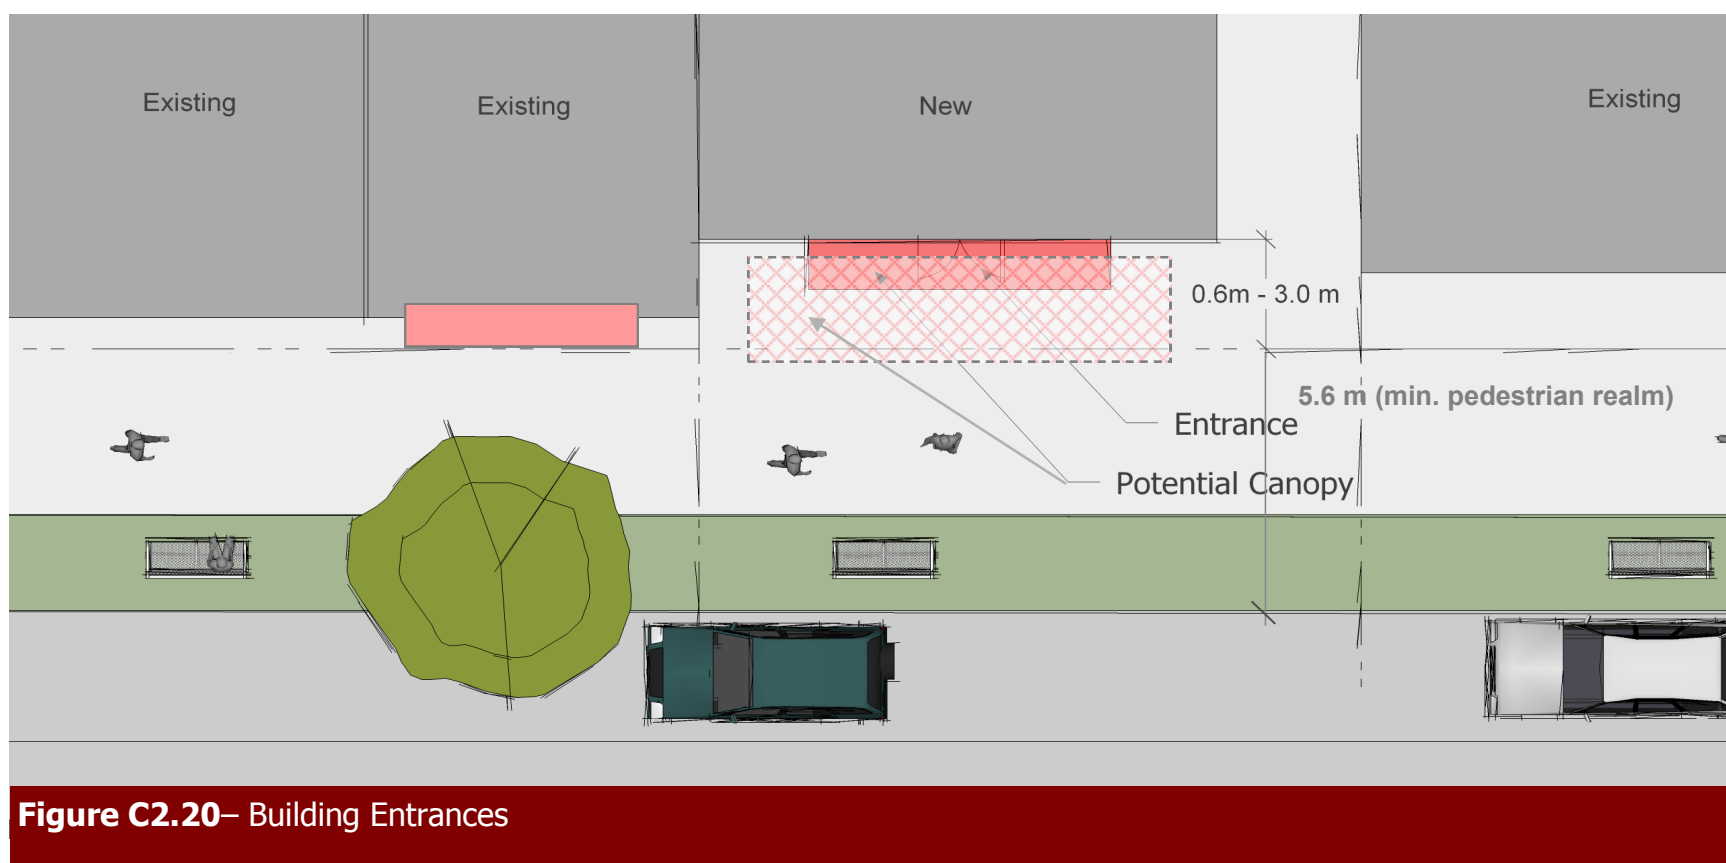 Existing
Existing
New
Existing
0.6m - 3.0 m
5.6 m (min. pedestrian realm)
Entrance
Potential Canopy
Figure C2.20– Building Entrances